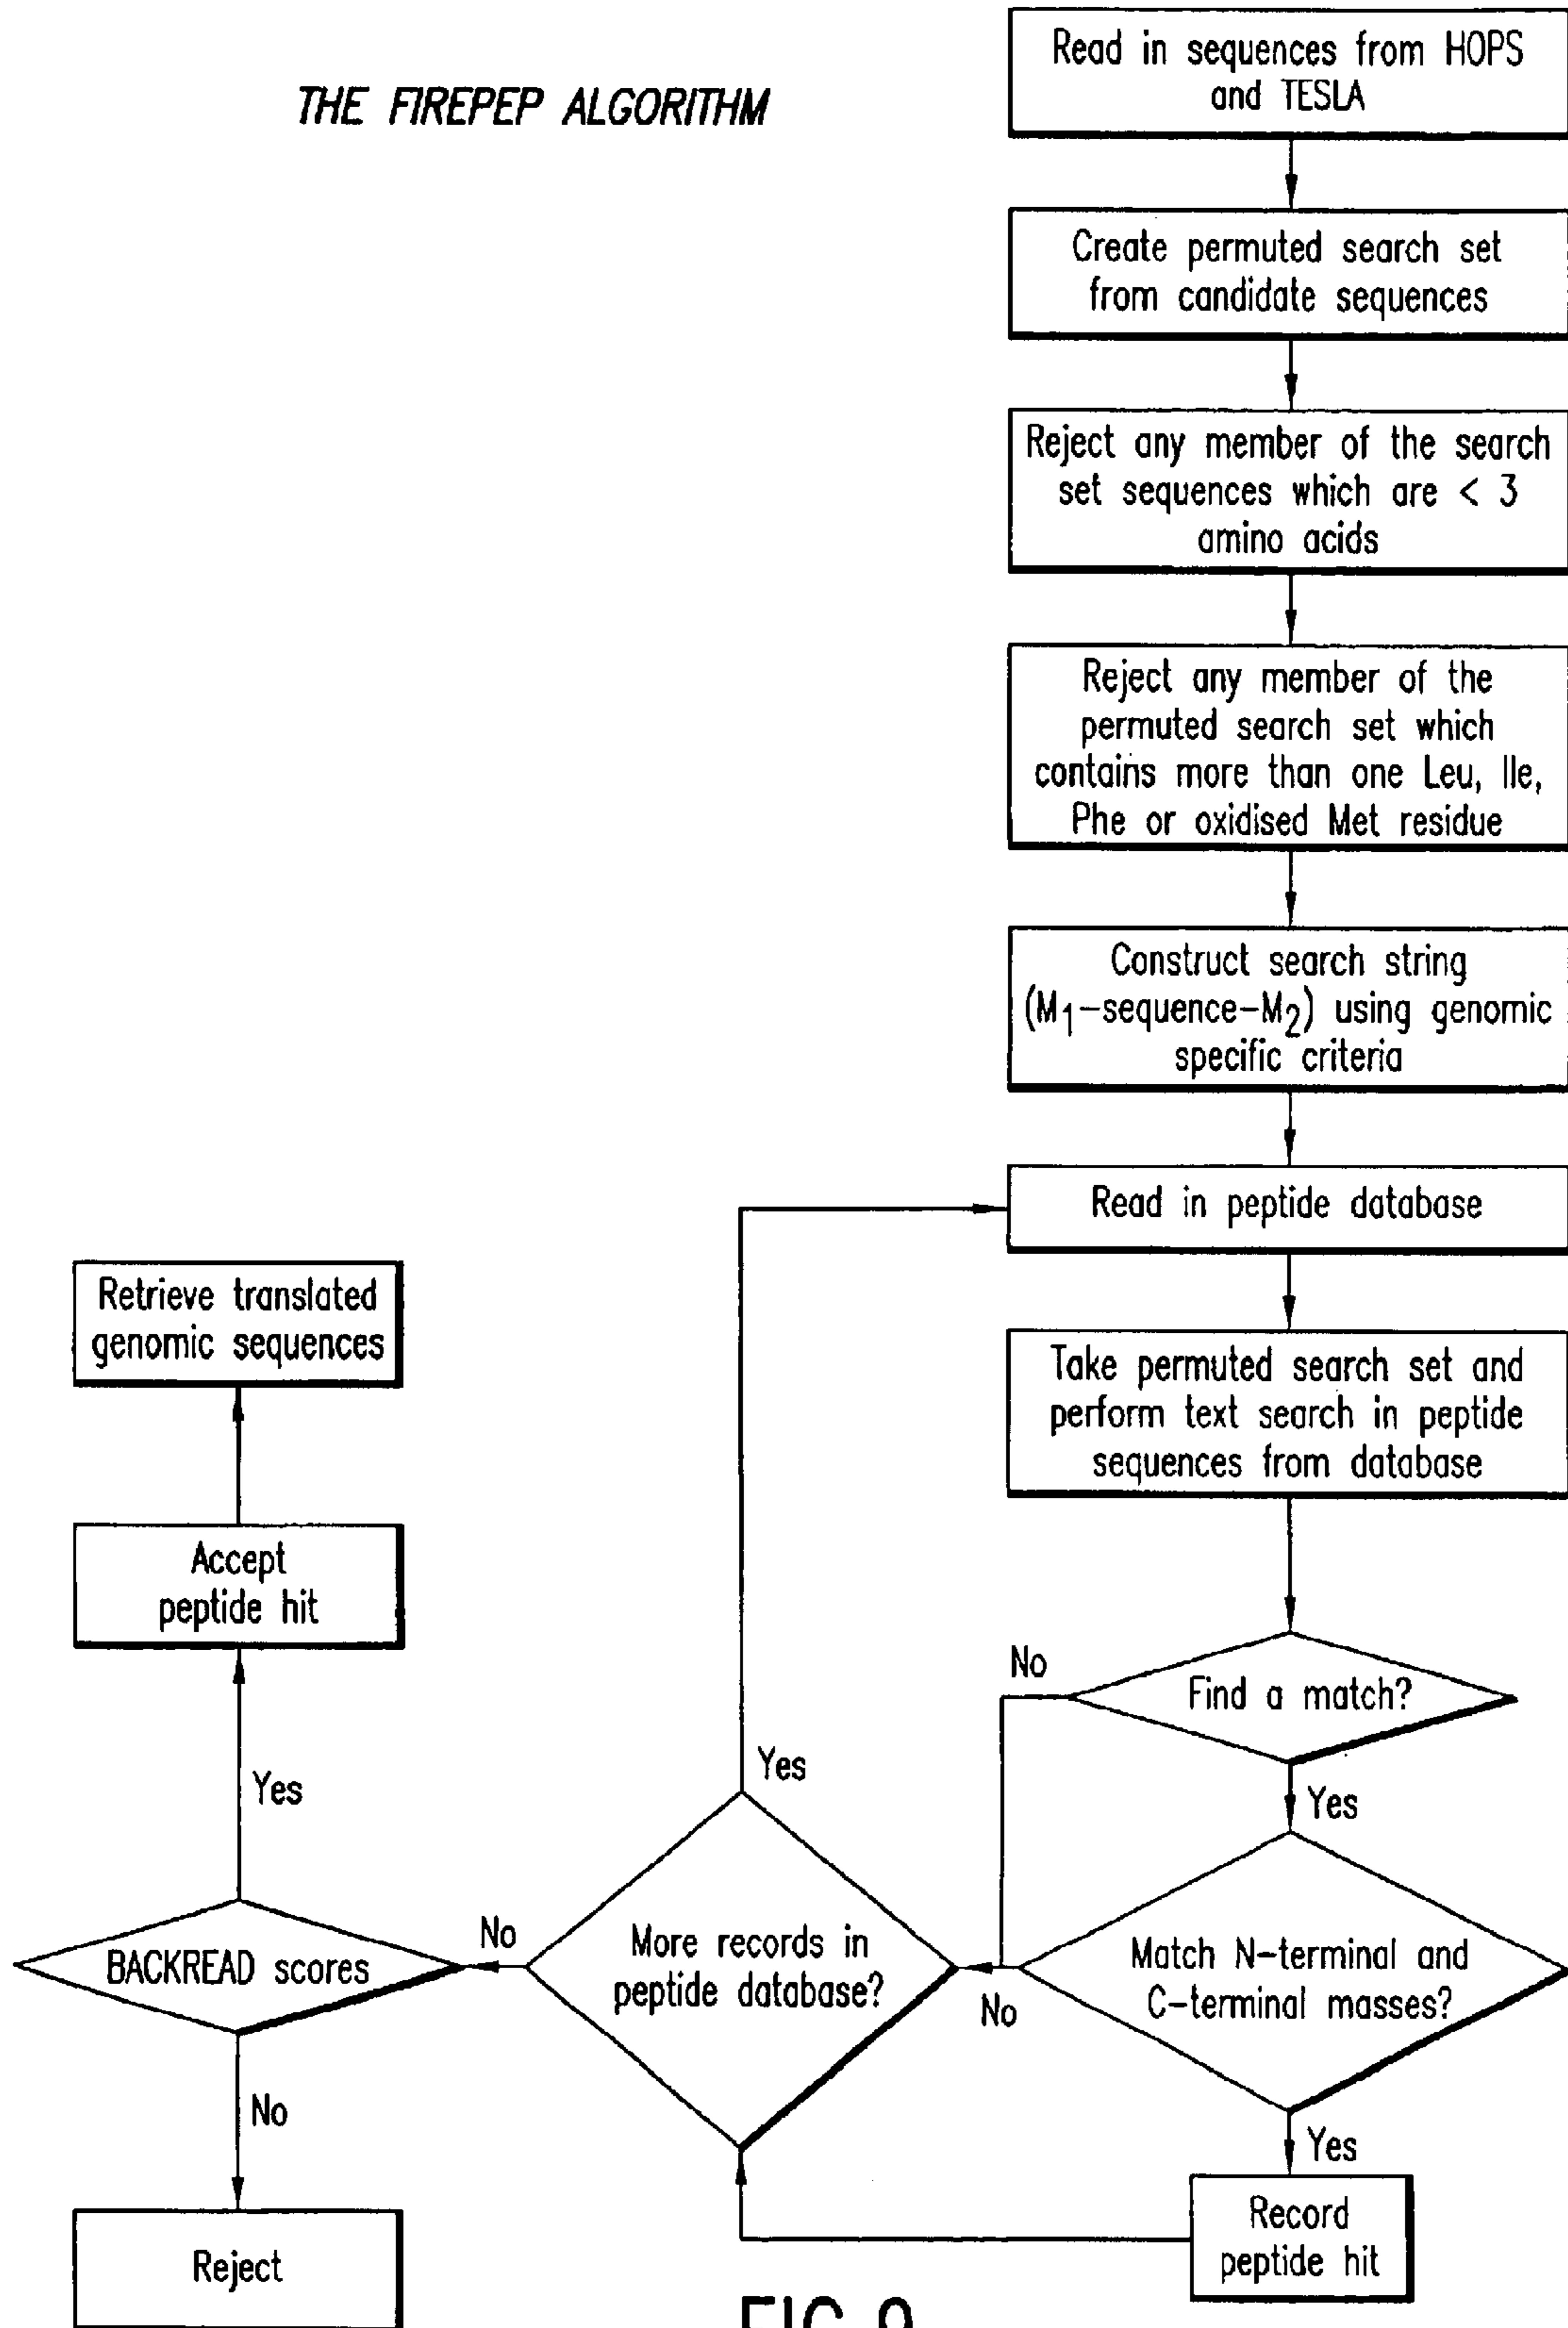 THE FIREPEP ALGORITHM
Read in sequences from HOPS
and TESLA
Create permuted search set
from candidate sequences
Reject any member of the search
set sequences which are < 3
amino acids
Reject any member of the
permuted search set which
contains more than one Leu, Ile,
Phe or oxidised Met residue
Construct search string
(M1-sequence-M2) using genomic
specific criteria
Read in peptide database
Take permuted search set and
perform text search in peptide
sequences from database
Find a match?
No
Yes
Match N-terminal and
C-terminal masses?
No
Yes
Record
peptide hit
More records in
peptide database?
Yes
No
BACKREAD scores
Yes
No
Accept
peptide hit
Retrieve translated
genomic sequences
Reject